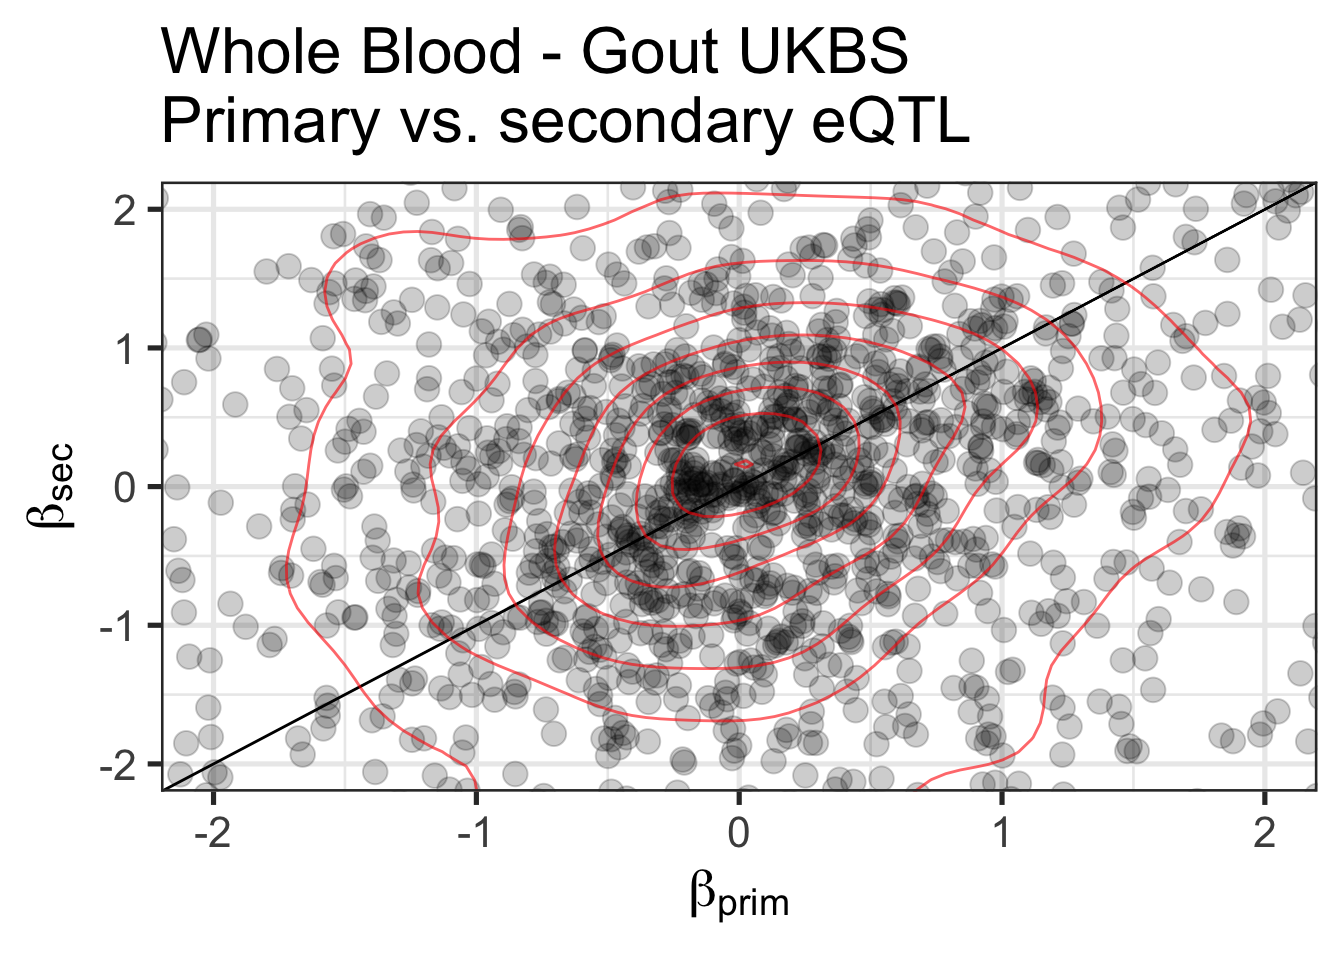 Whole Blood - Gout UKBS
Primary vs. secondary eQTL
2
1
0
-1
-2
βsec
-2 -1 0 1 2
βprim